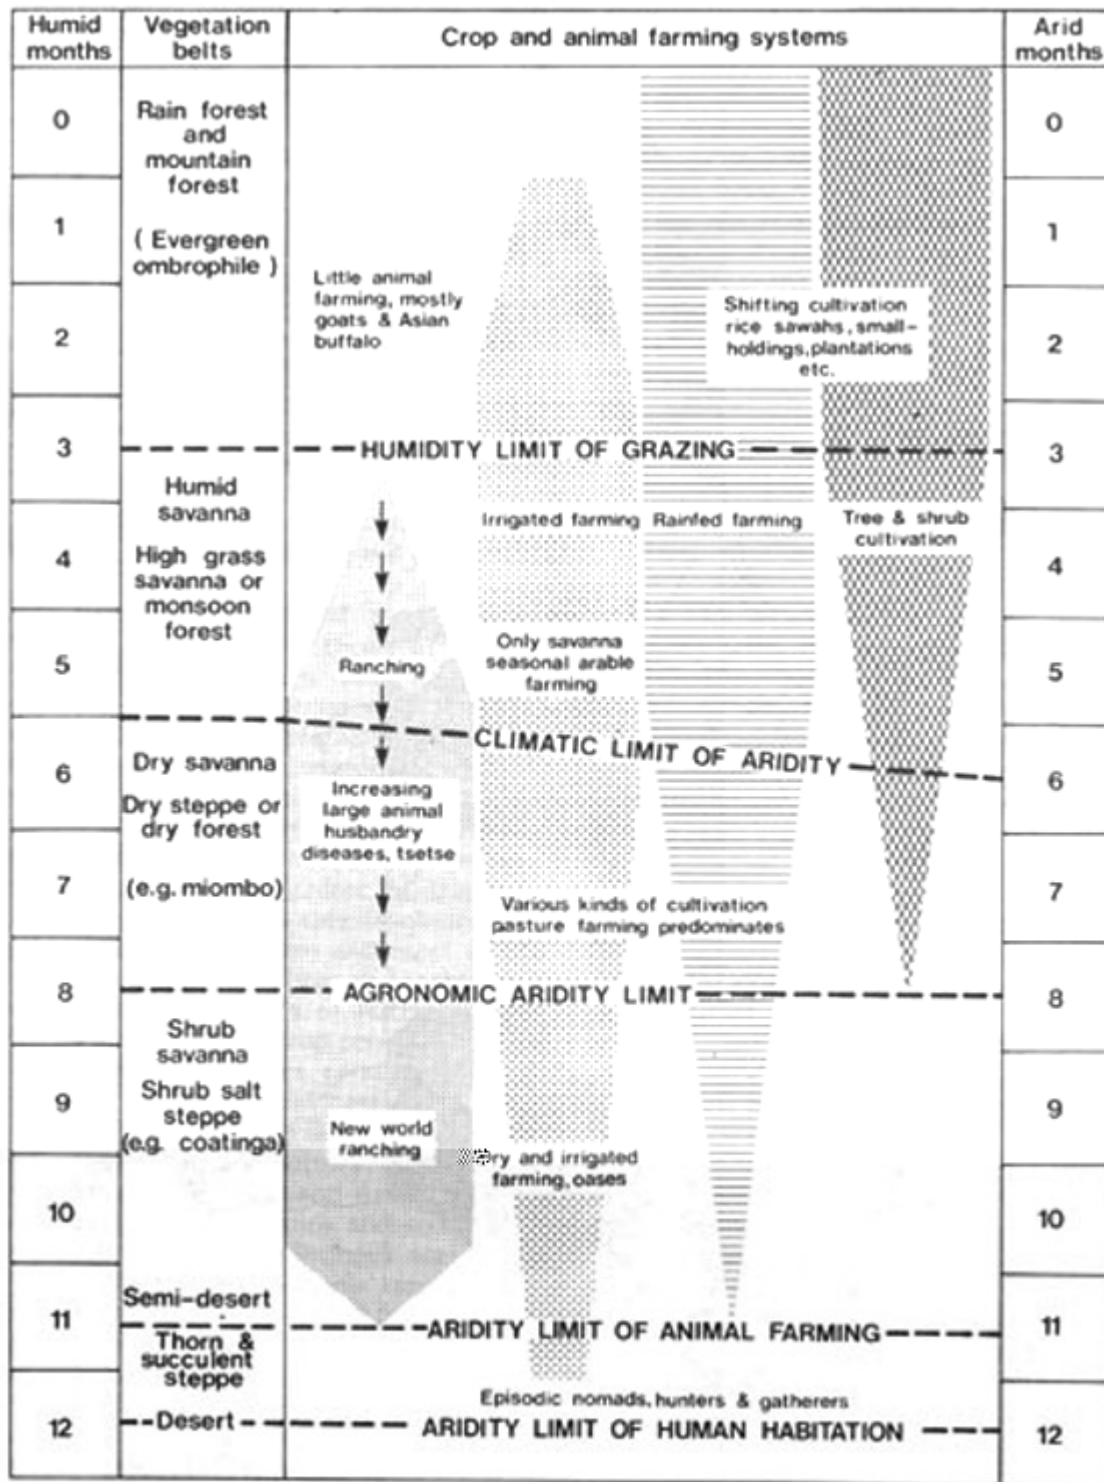 Humid
months
Vegetation
belts
Crop and animal farming systems
Arid
months
0
1
2
3
4
5
6
7
8
9
10
11
12
Rain forest
and
mountain
forest
( Evergreen
ombrophile )
Humid
savanna
High grass
savanna or
monsoon
forest
Dry savanna
Dry steppe or
dry forest
(e.g. miombo)
Shrub
savanna
Shrub salt
steppe
(e.g. coatinga)
Semi-desert
Thorn &
succulent
steppe
Desert
Little animal
farming, mostly
goats & Asian
buffalo
Shifting cultivation
rice sawahs, small-
holdings, plantations
etc.
HUMIDITY LIMIT OF GRAZING
Irrigated farming
Rainfed farming
Tree & shrub
cultivation
Ranching
Only savanna
seasonal arable
farming
CLIMATIC LIMIT OF ARIDITY
Increasing
large animal
husbandry
diseases, tsetse
Various kinds of cultivation
pasture farming predominates
AGRONOMIC ARIDITY LIMIT
New world
ranching
Dry and irrigated
farming, oases
ARIDITY LIMIT OF ANIMAL FARMING
Episodic nomads, hunters & gatherers
ARIDITY LIMIT OF HUMAN HABITATION
0
1
2
3
4
5
6
7
8
9
10
11
12